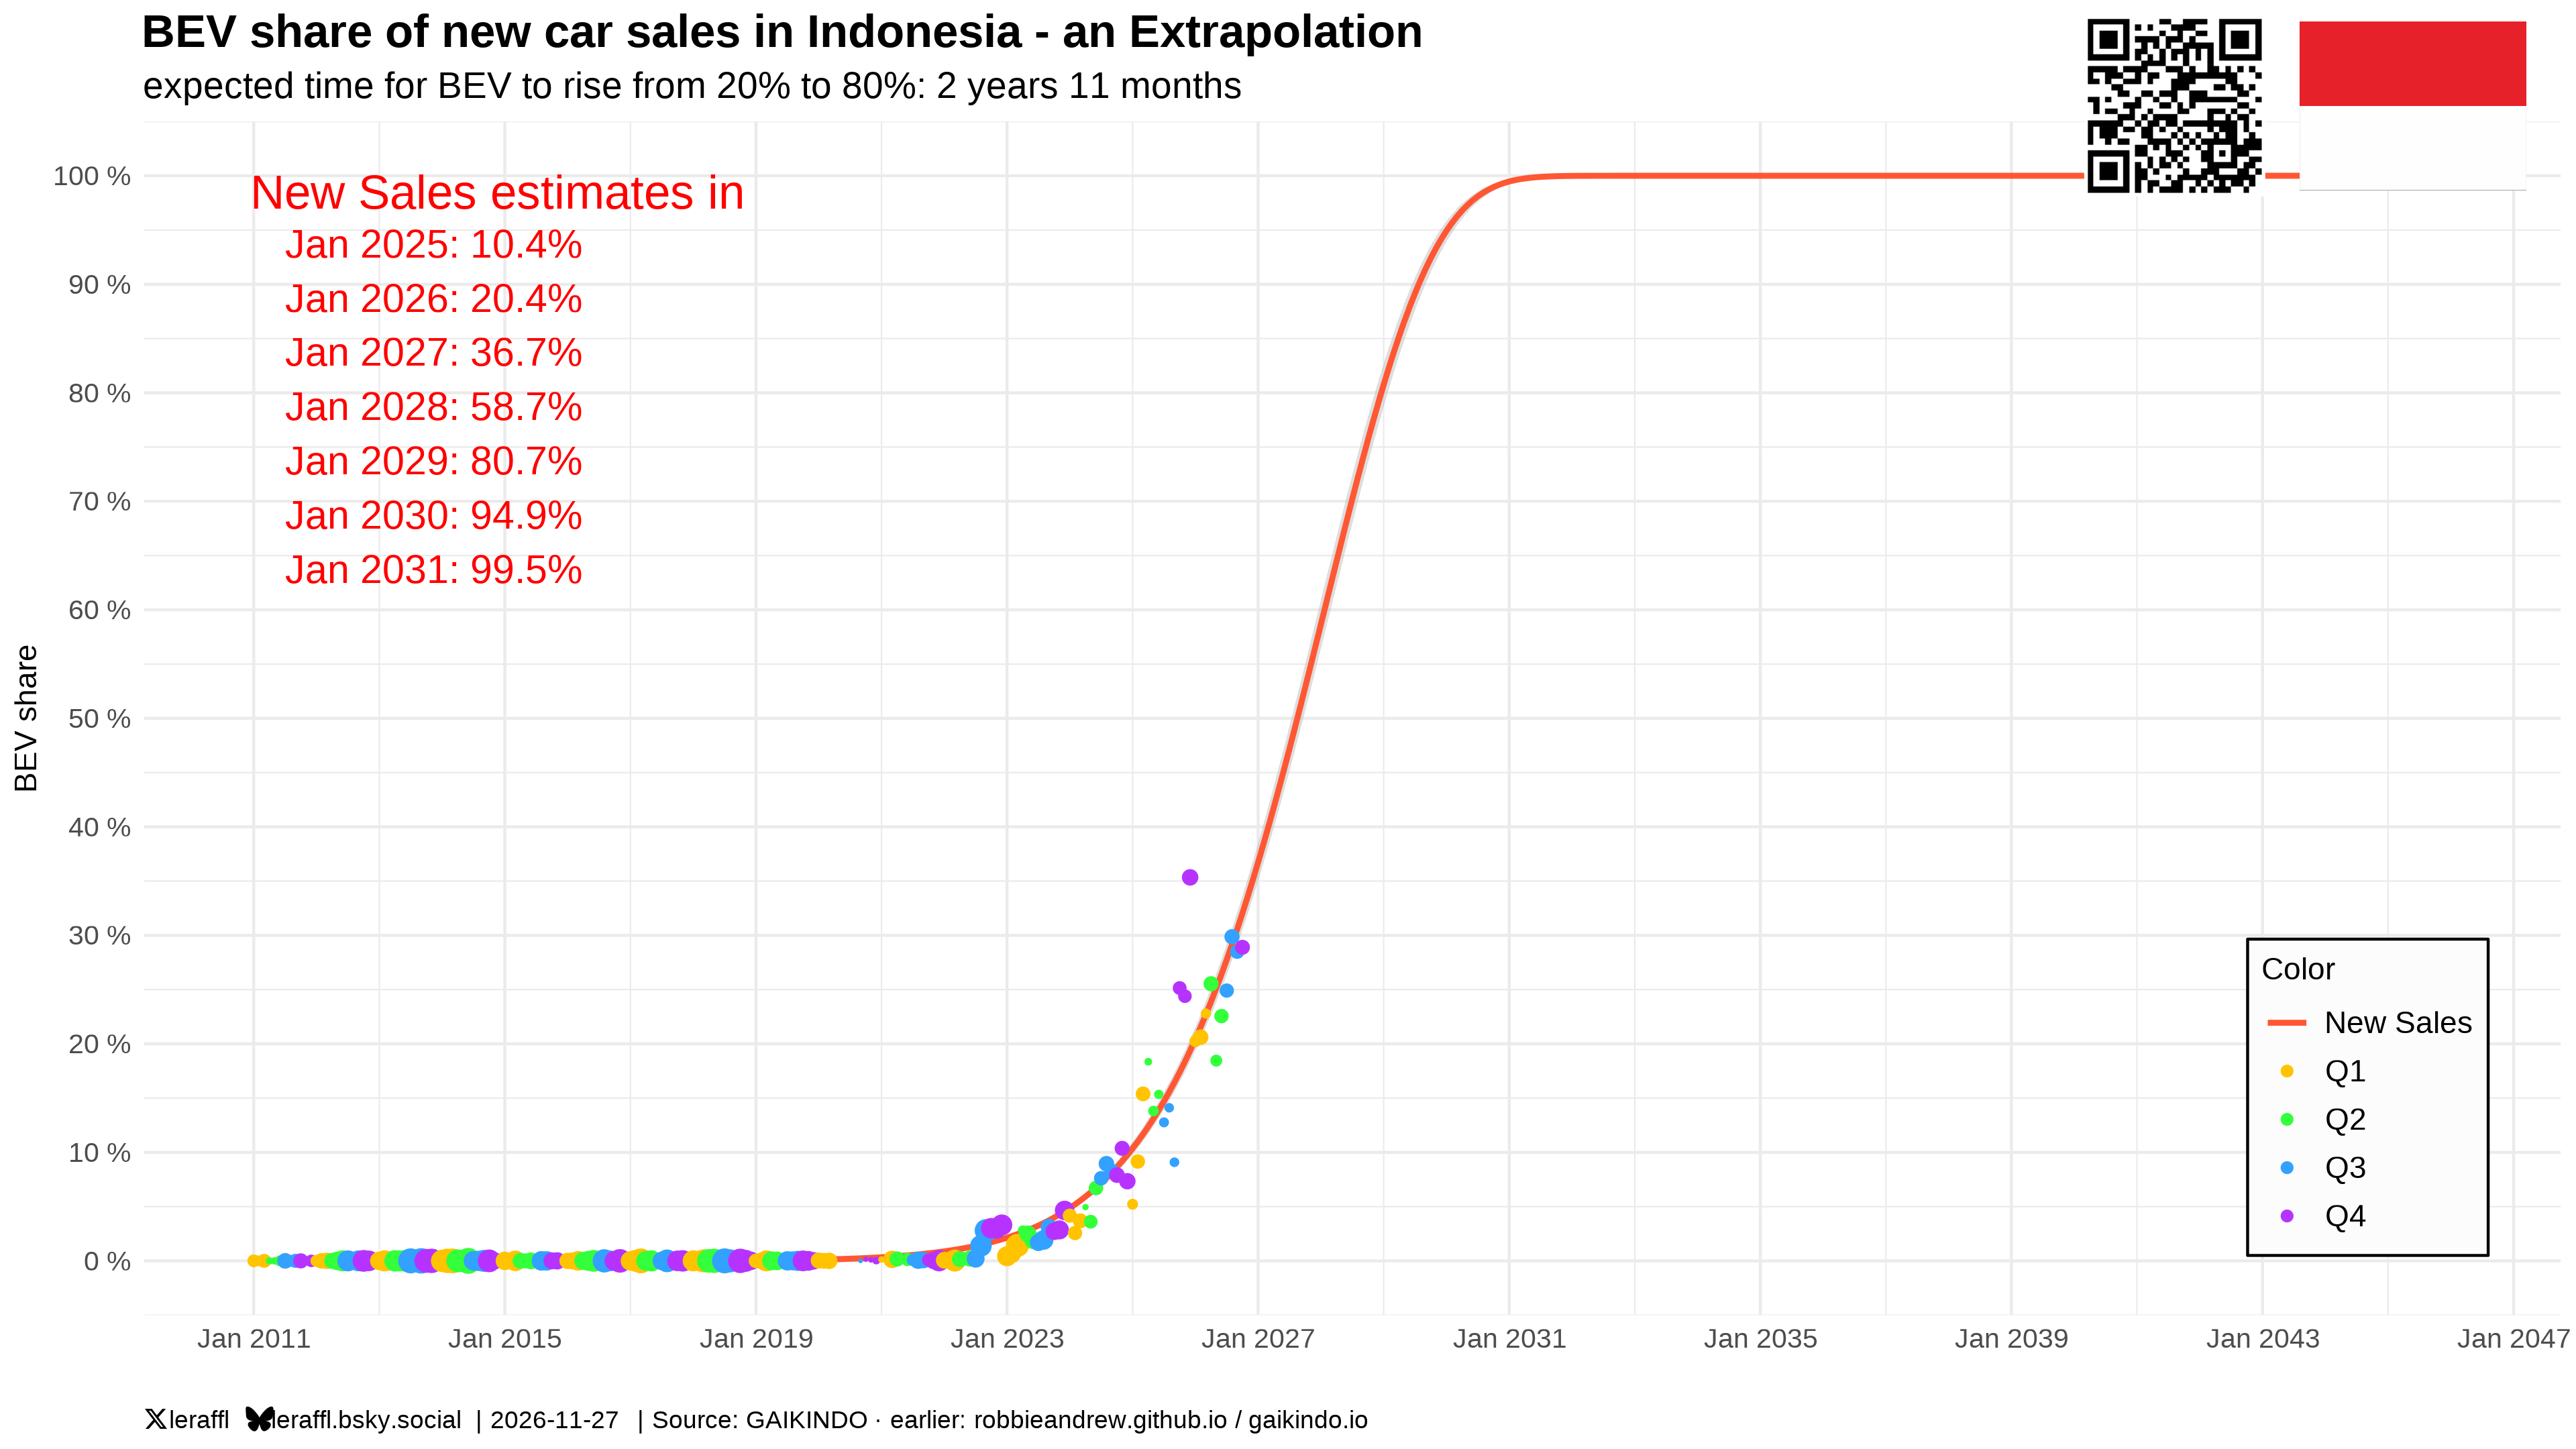 BEV share of new car sales in Indonesia - an Extrapolation
expected time for BEV to rise from 20% to 80%: 2 years 11 months
New Sales estimates in
Jan 2025: 10.4%
Jan 2026: 20.4%
Jan 2027: 36.7%
Jan 2028: 58.7%
Jan 2029: 80.7%
Jan 2030: 94.9%
Jan 2031: 99.5%
100 %
90 %
80 %
70 %
60 %
50 %
40 %
30 %
20 %
10 %
0 %
BEV share
Color
New Sales
Q1
Q2
Q3
Q4
Jan 2011 Jan 2015 Jan 2019 Jan 2023 Jan 2027 Jan 2031 Jan 2035 Jan 2039 Jan 2043 Jan 2047
leraffl leraffl.bsky.social | 2026-11-27 | Source: GAIKINDO · earlier: robbieandrew.github.io / gaikindo.io